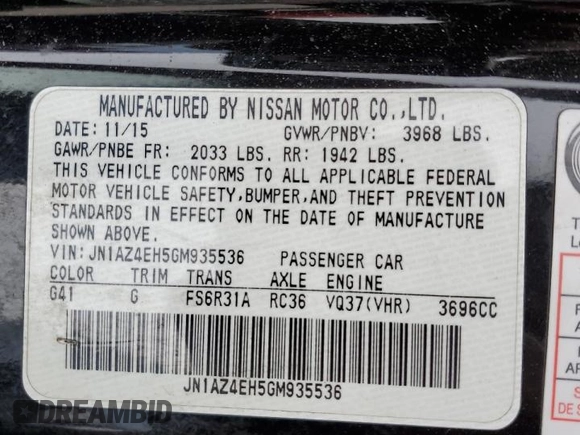 MANUFACTURED BY NISSAN MOTOR CO.,LTD.
DATE: 11/15 GVWR/PNBV: 3968 LBS.
GAWR/PNBE FR: 2033 LBS. RR: 1942 LBS.
THIS VEHICLE CONFORMS TO ALL APPLICABLE FEDERAL
MOTOR VEHICLE SAFETY,BUMPER,AND THEFT PREVENTION
STANDARDS IN EFFECT ON THE DATE OF MANUFACTURE
SHOWN ABOVE.
VIN:JN1AZ4EH5GM935536 PASSENGER CAR
COLOR TRIM TRANS AXLE ENGINE
G41 G FS6R31A RC36 VQ37(VHR) 3696CC
JN1AZ4EH5GM935536
DREAMBID